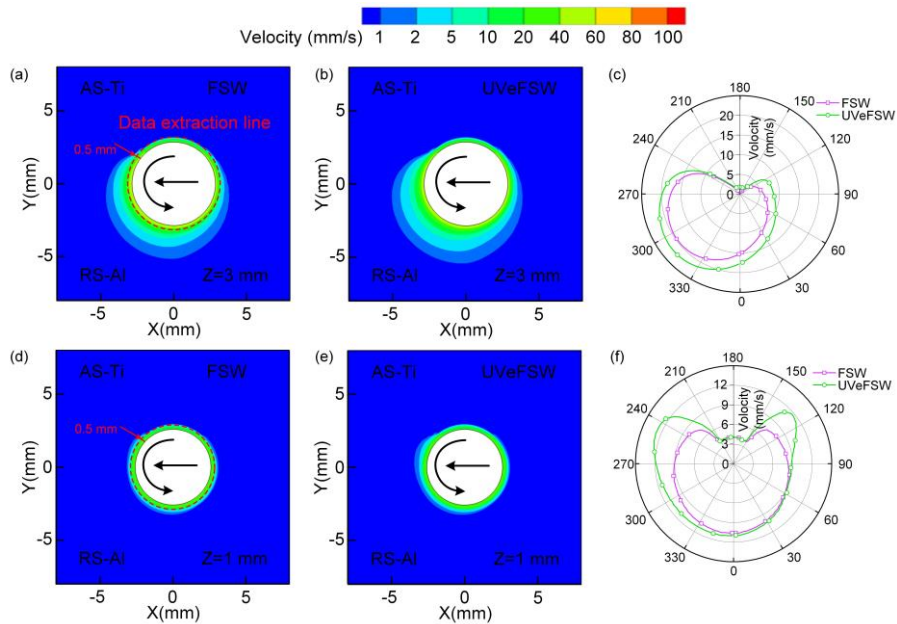 Velocity (mm/s) 1 2 5 10 20 40 60 80 100
(a) AS-Ti FSW
Data extraction line
0.5 mm
RS-Al Z=3 mm
Y(mm)
5
0
-5
-5 0 5
X(mm)
(b) AS-Ti UVeFSW
RS-Al Z=3 mm
Y(mm)
5
0
-5
-5 0 5
X(mm)
(c)
FSW
UVeFSW
180
210 150
240 120
270 90
300 60
330 30
0
20
15
10
5
0
Velocity
(mm/s)
(d) AS-Ti FSW
0.5 mm
RS-Al Z=1 mm
Y(mm)
5
0
-5
-5 0 5
X(mm)
(e) AS-Ti UVeFSW
RS-Al Z=1 mm
Y(mm)
5
0
-5
-5 0 5
X(mm)
(f)
FSW
UVeFSW
180
210 150
240 120
270 90
300 60
330 30
0
12
9
6
3
0
Velocity
(mm/s)